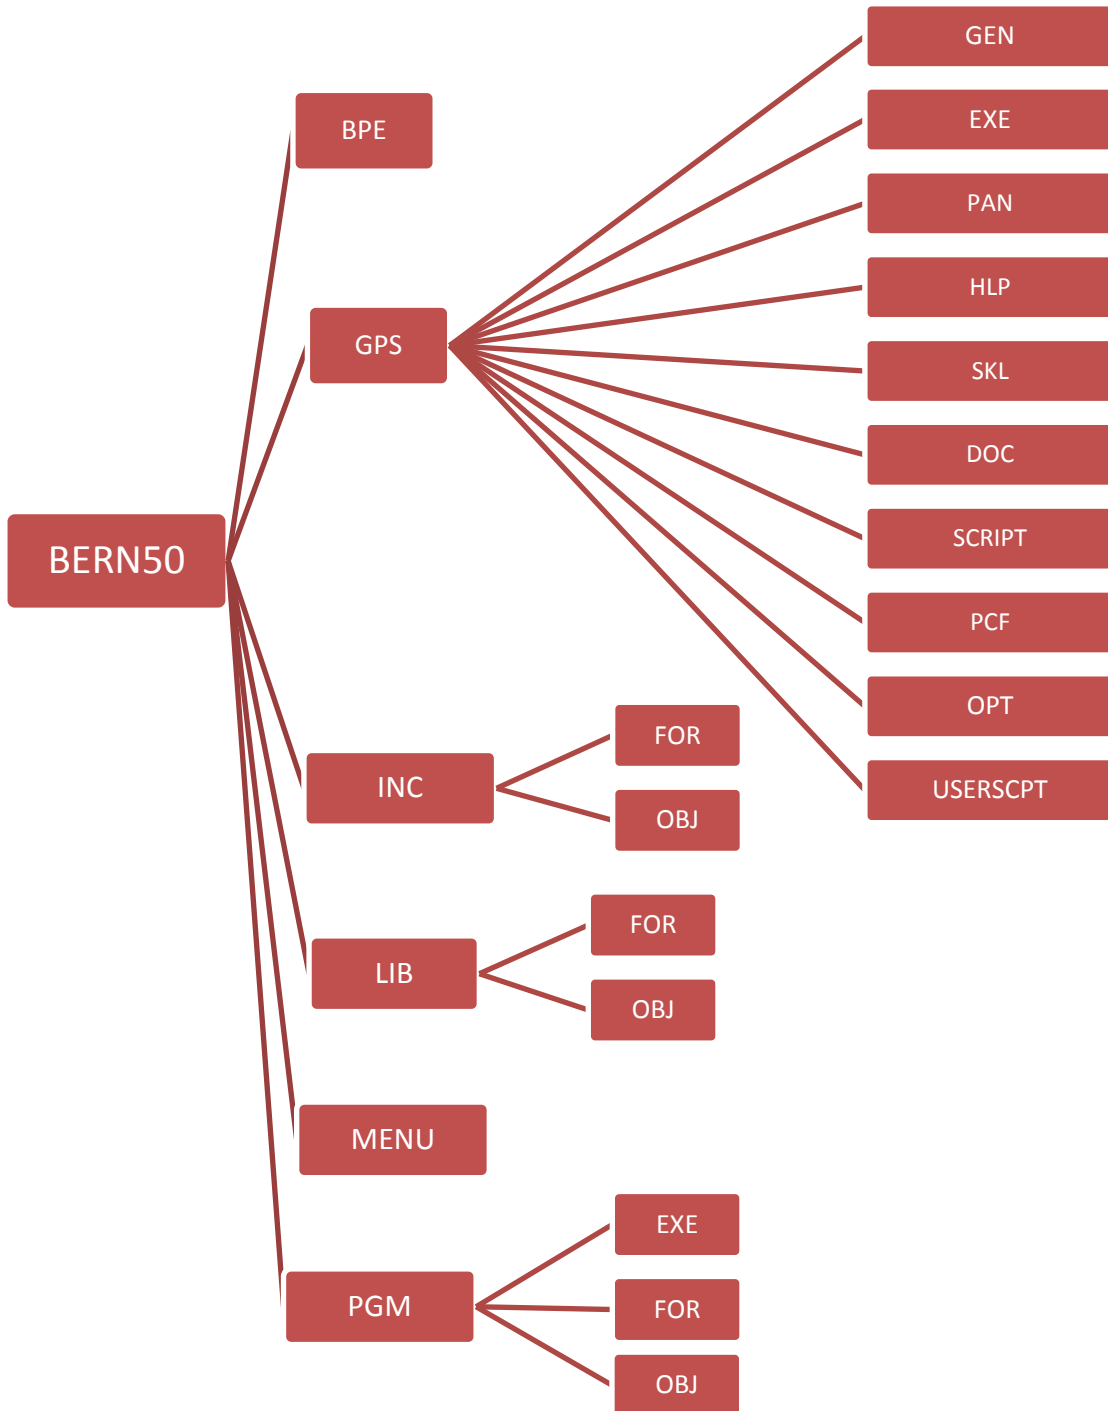 BERN50
BPE
GPS
GEN
EXE
PAN
HLP
SKL
DOC
SCRIPT
PCF
OPT
USERSCPT
INC
FOR
OBJ
LIB
FOR
OBJ
MENU
PGM
EXE
FOR
OBJ